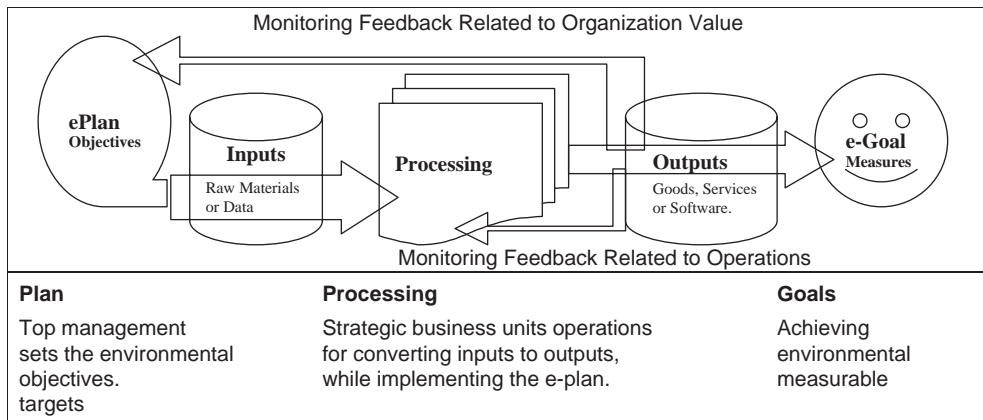 Monitoring Feedback Related to Organization Value
ePlan
Objectives
Inputs
Raw Materials
or Data
Processing
Outputs
Goods, Services
or Software.
e-Goal
Measures
Monitoring Feedback Related to Operations
Plan
Top management
sets the environmental
objectives.
targets
Processing
Strategic business units operations
for converting inputs to outputs,
while implementing the e-plan.
Goals
Achieving
environmental
measurable